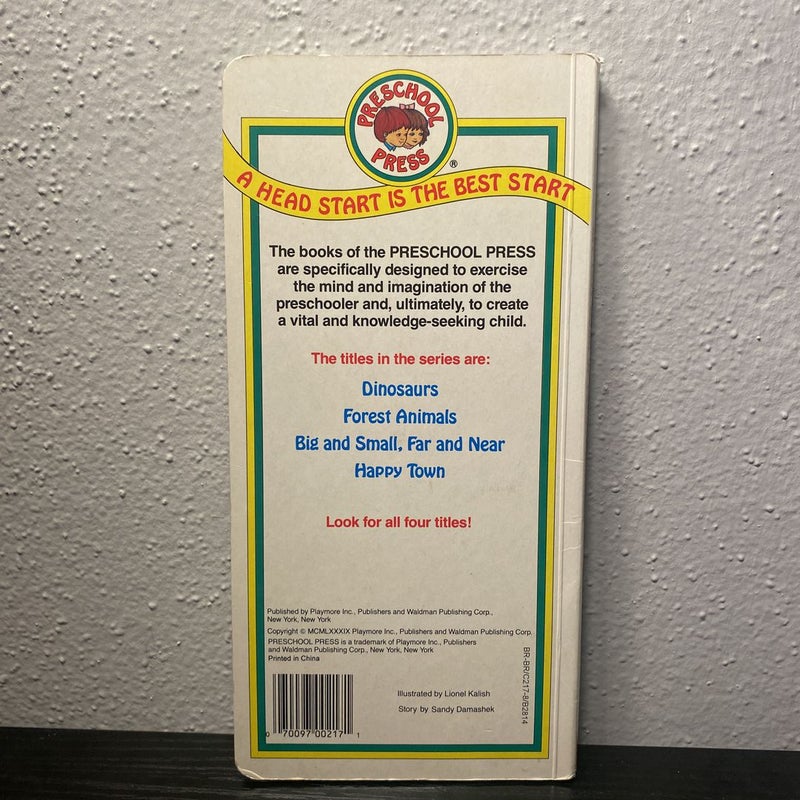 PRESCHOOL
PRESS
®
A HEAD START IS THE BEST START
The books of the PRESCHOOL PRESS
are specifically designed to exercise
the mind and imagination of the
preschooler and, ultimately, to create
a vital and knowledge-seeking child.
The titles in the series are:
Dinosaurs
Forest Animals
Big and Small, Far and Near
Happy Town
Look for all four titles!
Published by Playmore Inc., Publishers and Waldman Publishing Corp.,
New York, New York
Copyright © MCMLXXXIX Playmore Inc., Publishers and Waldman Publishing Corp.
PRESCHOOL PRESS is a trademark of Playmore Inc., Publishers
and Waldman Publishing Corp., New York, New York
Printed in China
Illustrated by Lionel Kalish
Story by Sandy Damashek
0 70097 00217 1
BR-BR/C217-8/B2814